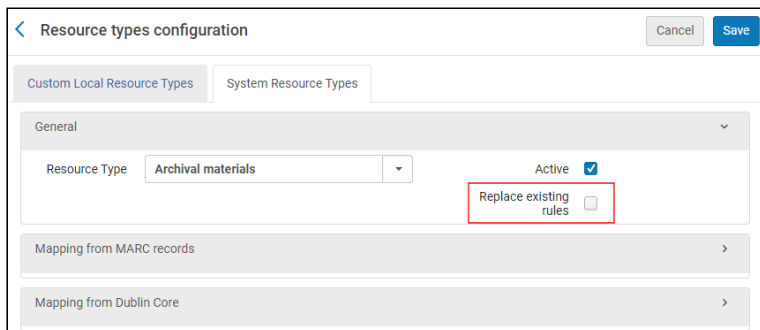 Resource types configuration
Cancel
Save
Custom Local Resource Types
System Resource Types
General
Resource Type
Archival materials
Active
Replace existing
rules
Mapping from MARC records
Mapping from Dublin Core